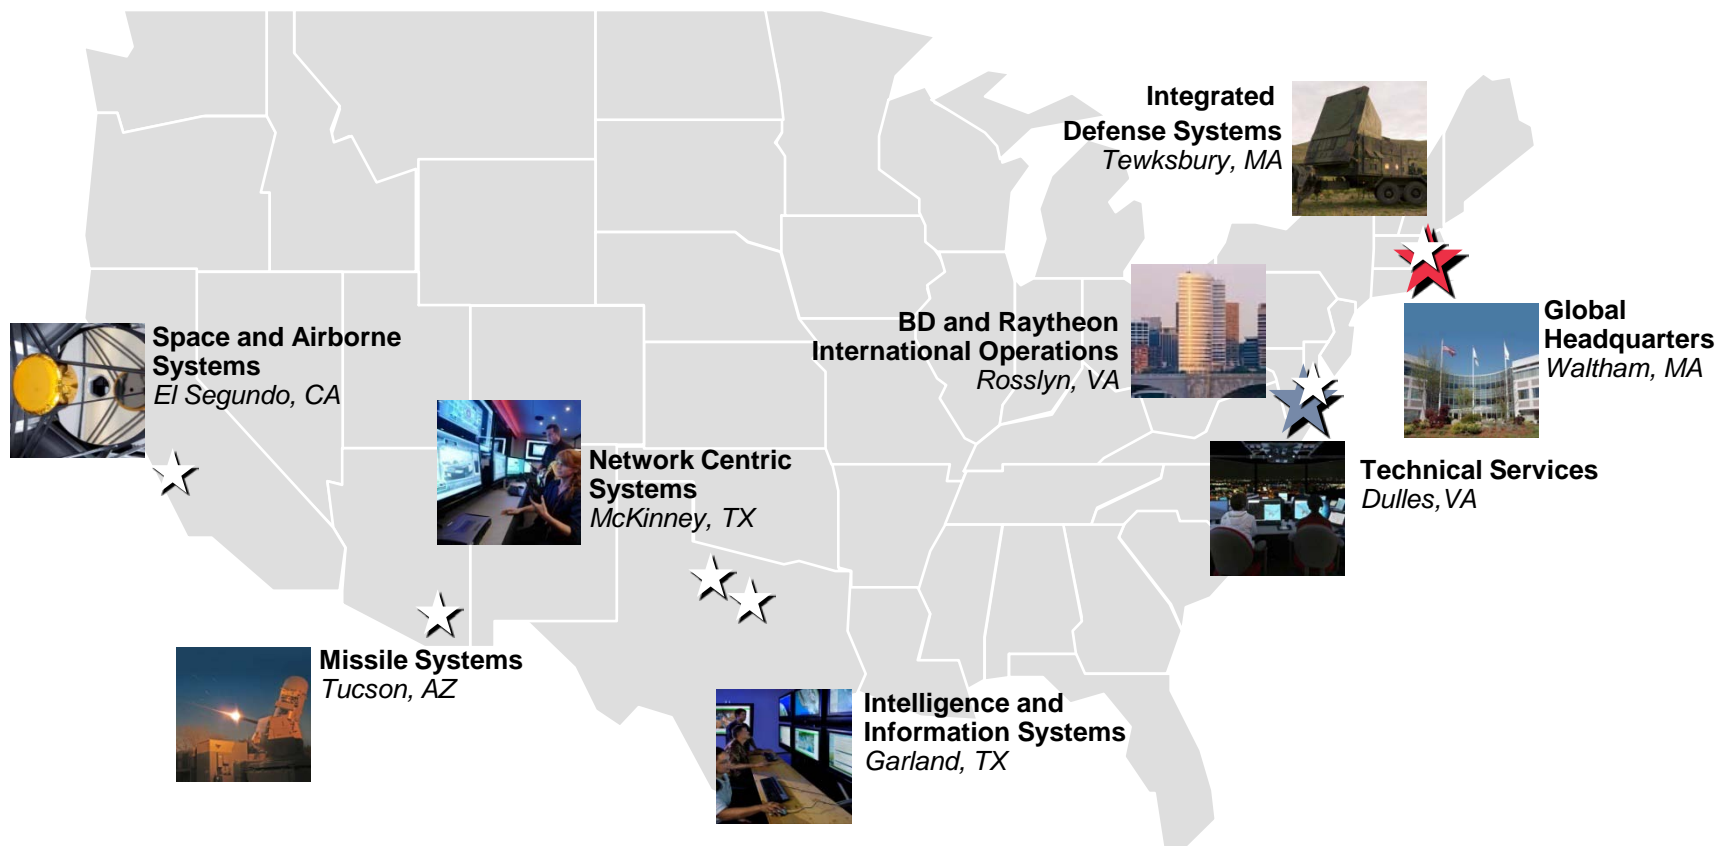 Integrated
Defense Systems
Tewksbury, MA
BD and Raytheon
International Operations
Rosslyn, VA
Global
Headquarters
Waltham, MA
Space and Airborne
Systems
El Segundo, CA
Network Centric
Systems
McKinney, TX
Technical Services
Dulles,VA
Missile Systems
Tucson, AZ
Intelligence and
Information Systems
Garland, TX